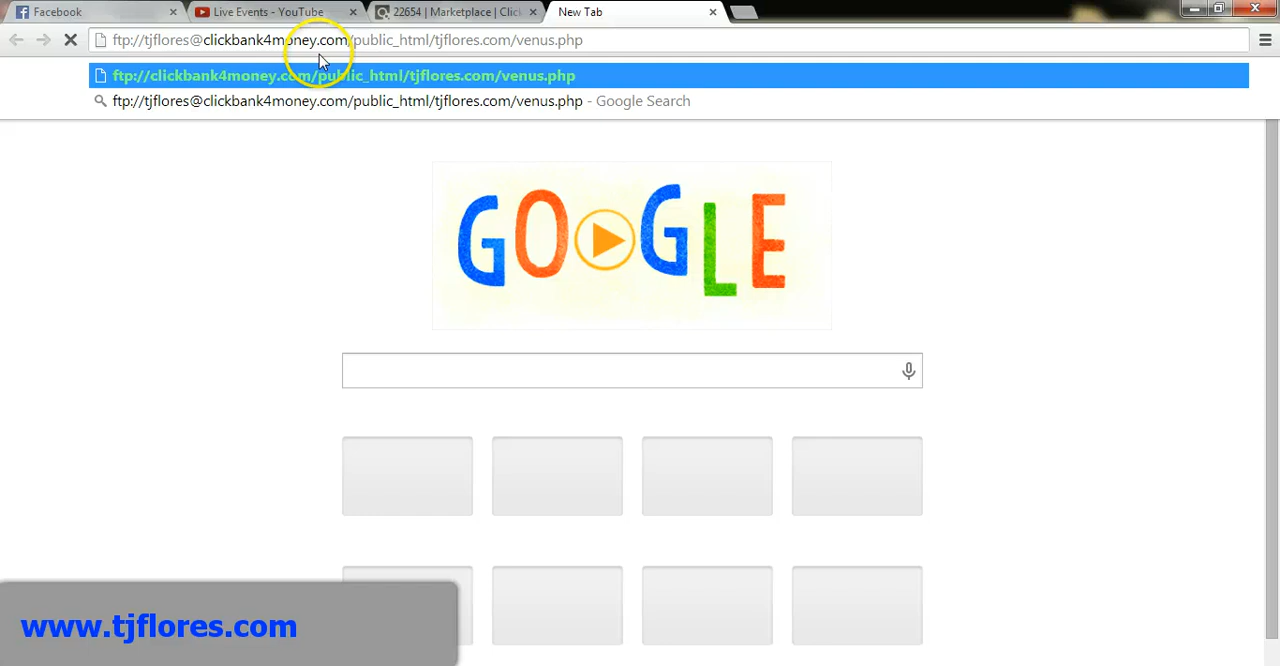 Facebook
Live Events - YouTube
22654 | Marketplace | Click
New Tab
ftp://tjflores@clickbank4money.com/public_html/tjflores.com/venus.php
ftp://clickbank4money.com/public_html/tjflores.com/venus.php
ftp://tjflores@clickbank4money.com/public_html/tjflores.com/venus.php - Google Search
GOOGLE
www.tjflores.com